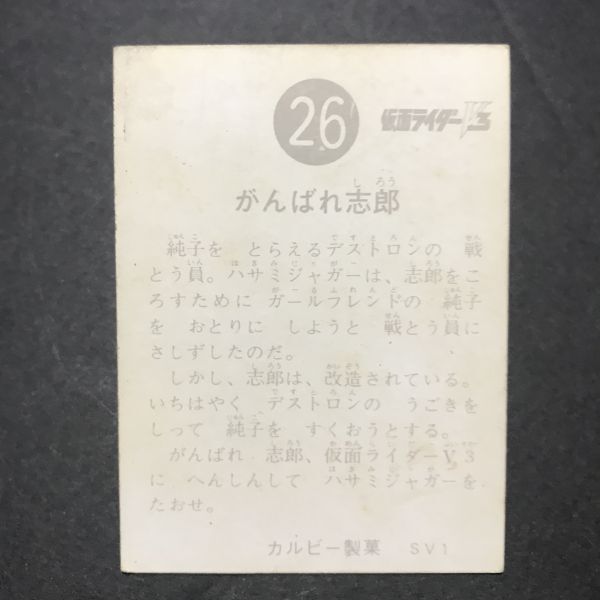 26
仮面ライダーV3
がんばれ志郎
純子を とらえるデストロンの 戦
とう員。ハサミジャガーは、志郎をこ
ろすために ガールフレンドの 純子
を おとりに しようと 戦とう員に
さしずしたのだ。
しかし、志郎は、改造されている。
いちはやく デストロンの うごきを
しって 純子を すくおうとする。
がんばれ 志郎、仮面ライダーV3
に へんしんして ハサミジャガーを
たおせ。
カルビー製菓 SV1